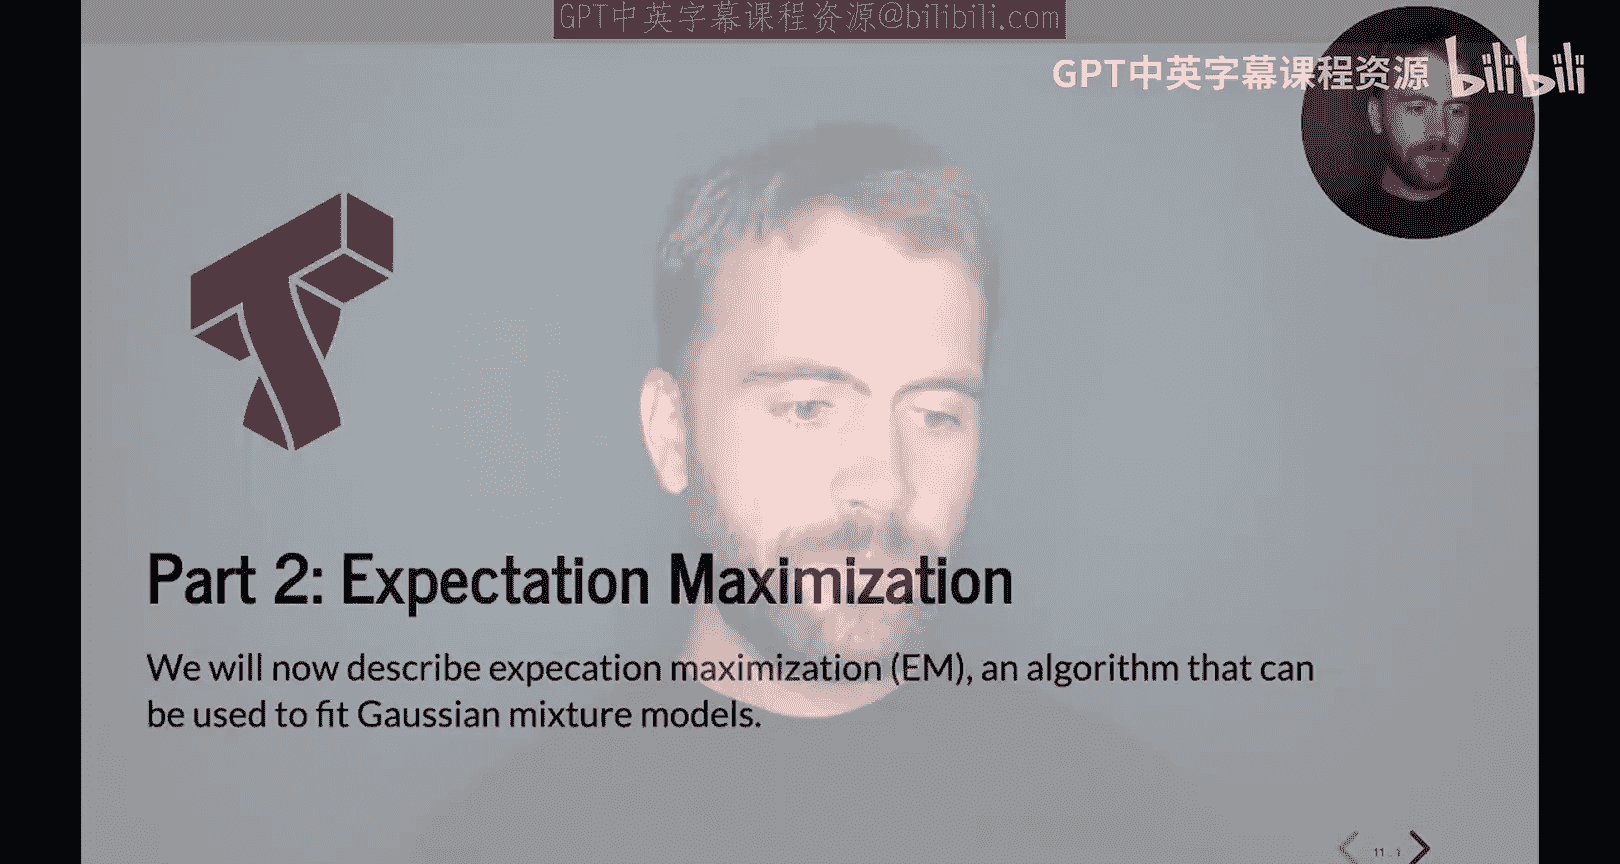 GPT中英字幕课程资源@bilibili.com
GPT中英字幕课程资源 bilibili
Part 2: Expectation Maximization
We will now describe expecation maximization (EM), an algorithm that can
be used to fit Gaussian mixture models.
11.1